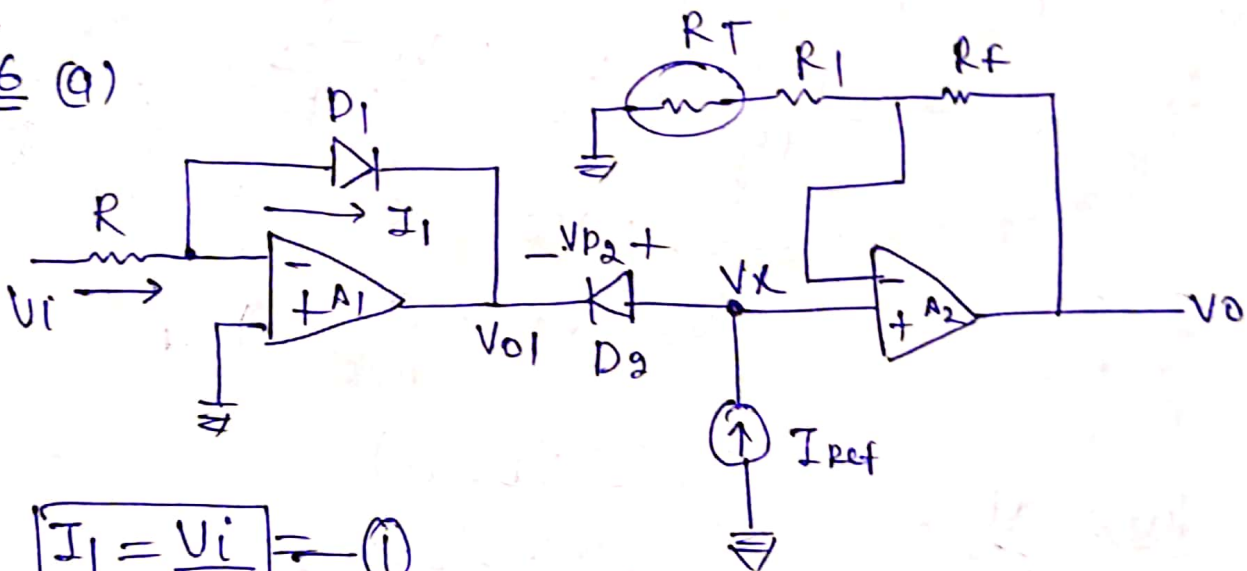 6 (a)
RT
R1
Rf
D1
R
I1
Vi
-
+
A1
Vo1
- VD2 +
D2
Vx
-
+
A2
Vo
IRef
I1 = Vi = — ①